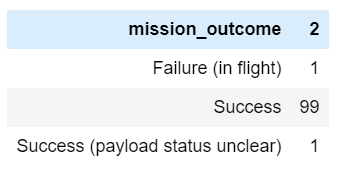 mission_outcome 2
Failure (in flight) 1
Success 99
Success (payload status unclear) 1